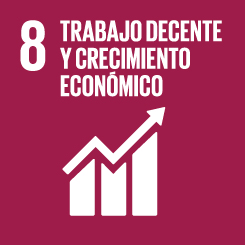 8 TRABAJO DECENTE
Y CRECIMIENTO
ECONÓMICO